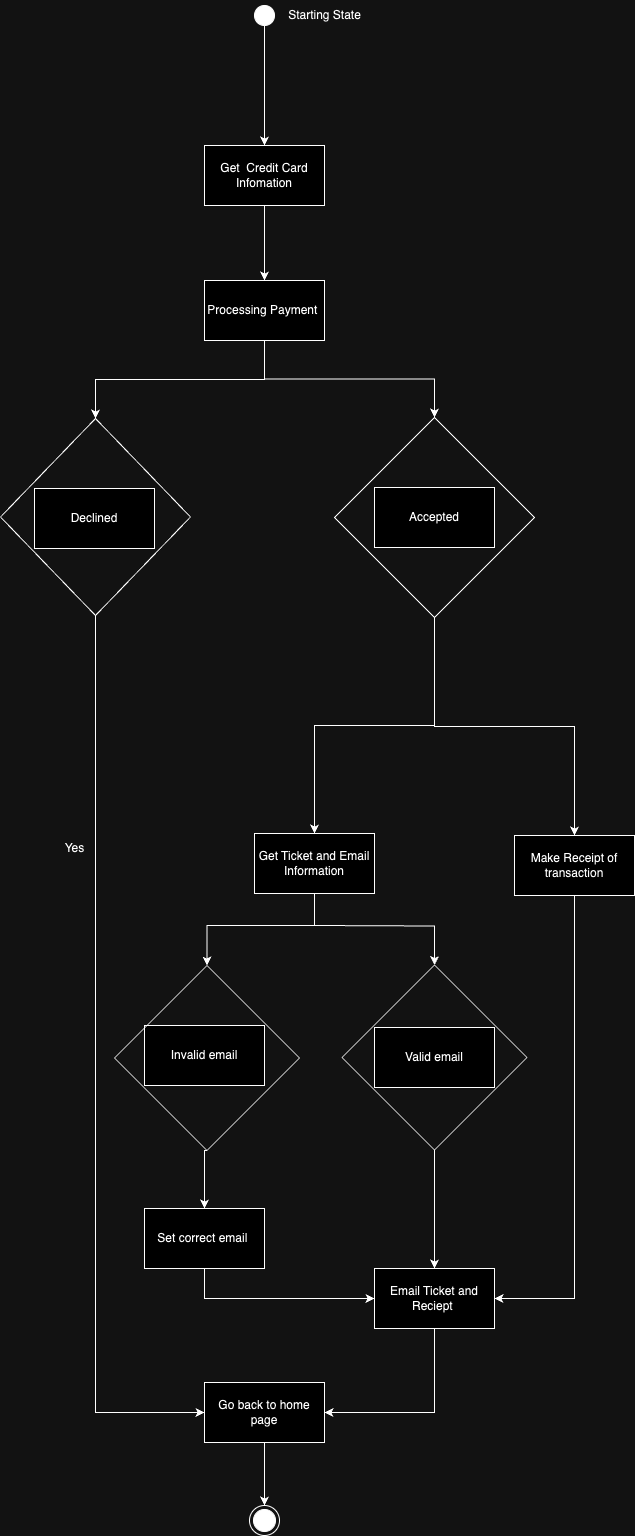 Starting State
Get  Credit Card
Infomation
Processing Payment
Declined
Accepted
Yes
Get Ticket and Email
Information
Make Receipt of
transaction
Invalid email
Valid email
Set correct email
Email Ticket and
Reciept
Go back to home
page